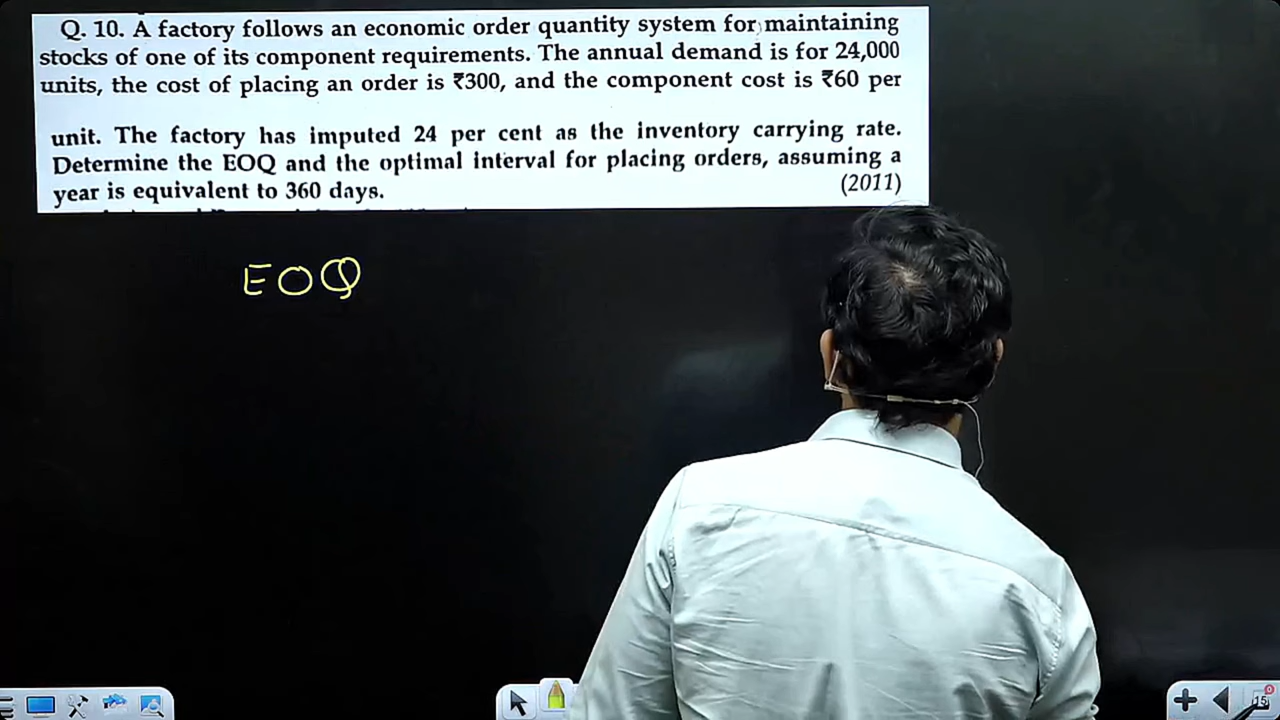 Q. 10. A factory follows an economic order quantity system for maintaining
stocks of one of its component requirements. The annual demand is for 24,000
units, the cost of placing an order is ₹300, and the component cost is ₹60 per
unit. The factory has imputed 24 per cent as the inventory carrying rate.
Determine the EOQ and the optimal interval for placing orders, assuming a
year is equivalent to 360 days. (2011)
EOQ
15